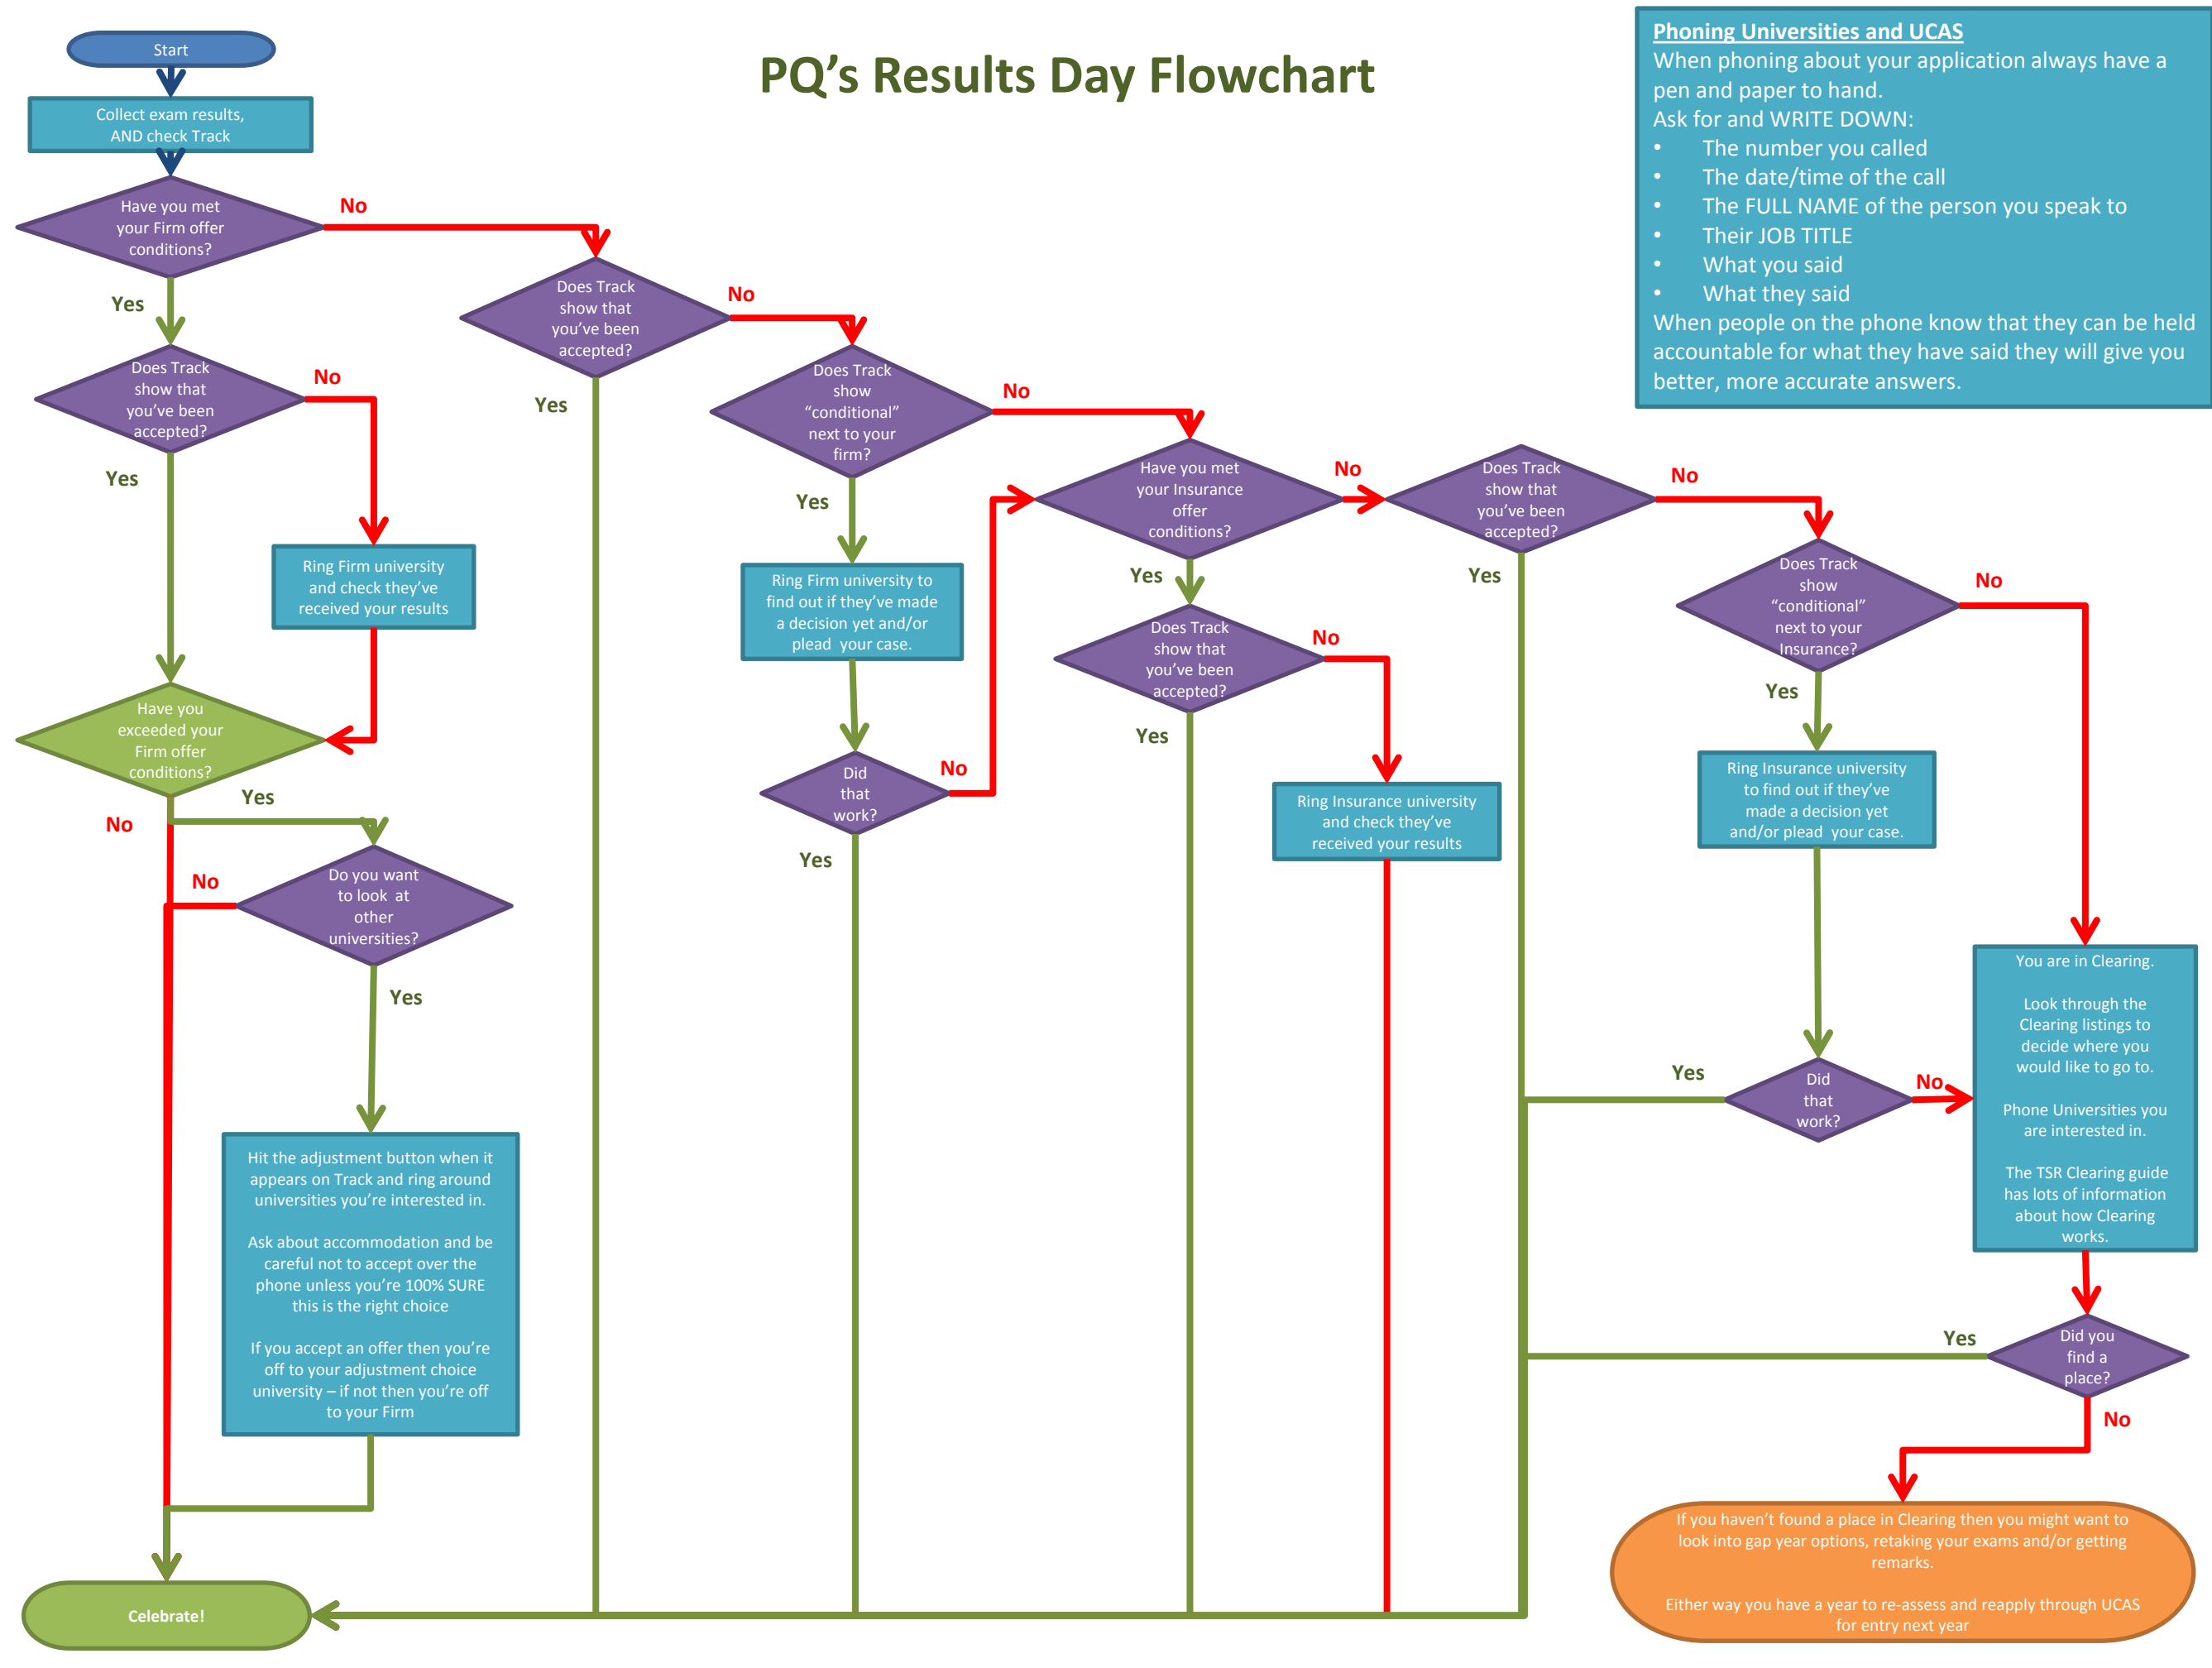 PQ's Results Day Flowchart
Start
Collect exam results,
AND check Track
Have you met
your Firm offer
conditions?
No
Yes
Does Track
show that
you've been
accepted?
No
Yes
Ring Firm university
and check they've
received your results
Have you
exceeded your
Firm offer
conditions?
Yes
No
Do you want
to look at
other
universities?
No
Yes
Hit the adjustment button when it
appears on Track and ring around
universities you're interested in.
Ask about accommodation and be
careful not to accept over the
phone unless you're 100% SURE
this is the right choice
If you accept an offer then you're
off to your adjustment choice
university – if not then you're off
to your Firm
Celebrate!
Does Track
show that
you've been
accepted?
No
Yes
Does Track
show
“conditional”
next to your
firm?
No
Yes
Ring Firm university to
find out if they've made
a decision yet and/or
plead your case.
Did
that
work?
No
Yes
Have you met
your Insurance
offer
conditions?
No
Yes
Does Track
show that
you've been
accepted?
No
Yes
Ring Insurance university
and check they've
received your results
Does Track
show that
you've been
accepted?
No
Yes
Does Track
show
“conditional”
next to your
Insurance?
No
Yes
Ring Insurance university
to find out if they've
made a decision yet
and/or plead your case.
Did
that
work?
Yes
No
You are in Clearing.
Look through the
Clearing listings to
decide where you
would like to go to.
Phone Universities you
are interested in.
The TSR Clearing guide
has lots of information
about how Clearing
works.
Did you
find a
place?
Yes
No
If you haven't found a place in Clearing then you might want to
look into gap year options, retaking your exams and/or getting
remarks.
Either way you have a year to re-assess and reapply through UCAS
for entry next year
Phoning Universities and UCAS
When phoning about your application always have a
pen and paper to hand.
Ask for and WRITE DOWN:
• The number you called
• The date/time of the call
• The FULL NAME of the person you speak to
• Their JOB TITLE
• What you said
• What they said
When people on the phone know that they can be held
accountable for what they have said they will give you
better, more accurate answers.